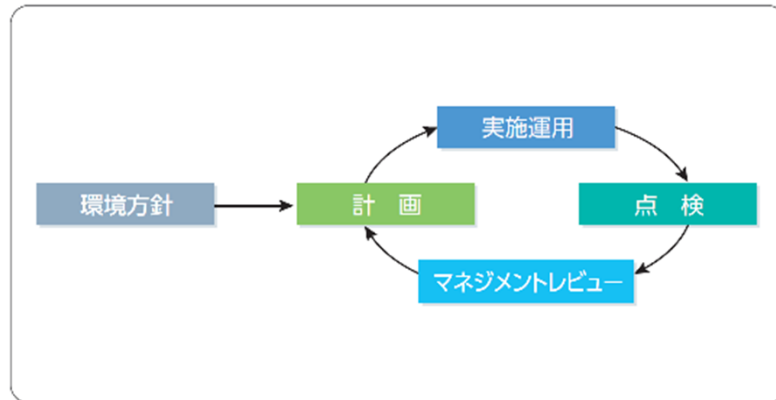 実施運用
環境方針
計　画
点　検
マネジメントレビュー